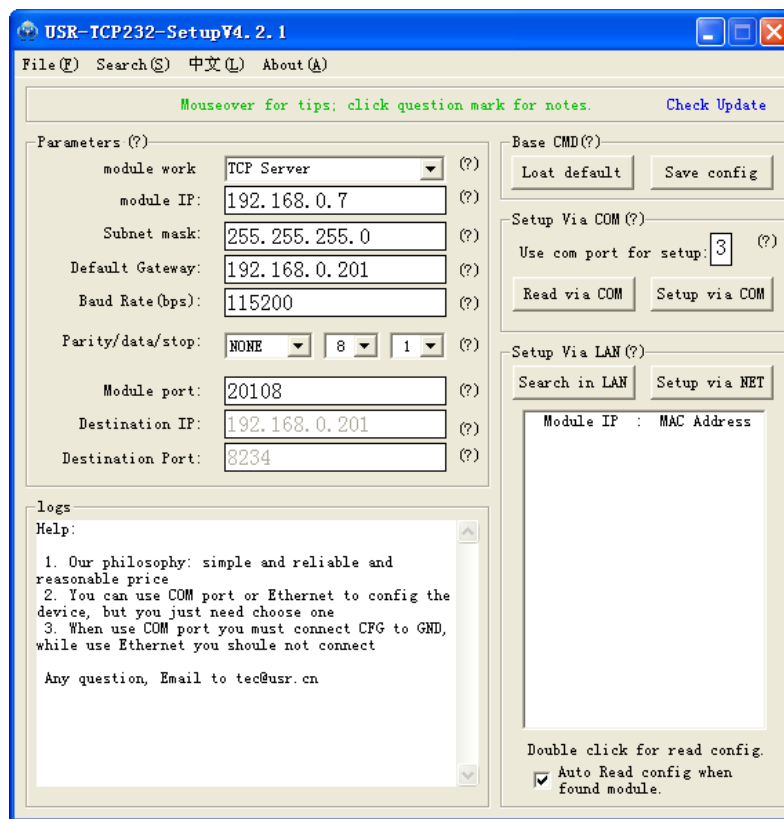 USR-TCP232-SetupV4.2.1
File(F) Search(S) 中文(L) About(A)
Mouseover for tips; click question mark for notes. Check Update
Parameters (?)
module work TCP Server (?)
module IP: 192.168.0.7 (?)
Subnet mask: 255.255.255.0 (?)
Default Gateway: 192.168.0.201 (?)
Baud Rate(bps): 115200 (?)
Parity/data/stop: NONE 8 1 (?)
Module port: 20108 (?)
Destination IP: 192.168.0.201 (?)
Destination Port: 8234 (?)
Base CMD(?)
Loat default Save config
Setup Via COM(?)
Use com port for setup: 3 (?)
Read via COM Setup via COM
Setup Via LAN(?)
Search in LAN Setup via NET
Module IP : MAC Address
Double click for read config.
Auto Read config when
found module.
logs
Help:
1. Our philosophy: simple and reliable and
reasonable price
2. You can use COM port or Ethernet to config the
device, but you just need choose one
3. When use COM port you must connect CFG to GND,
while use Ethernet you shoule not connect
Any question, Email to tec@usr.cn